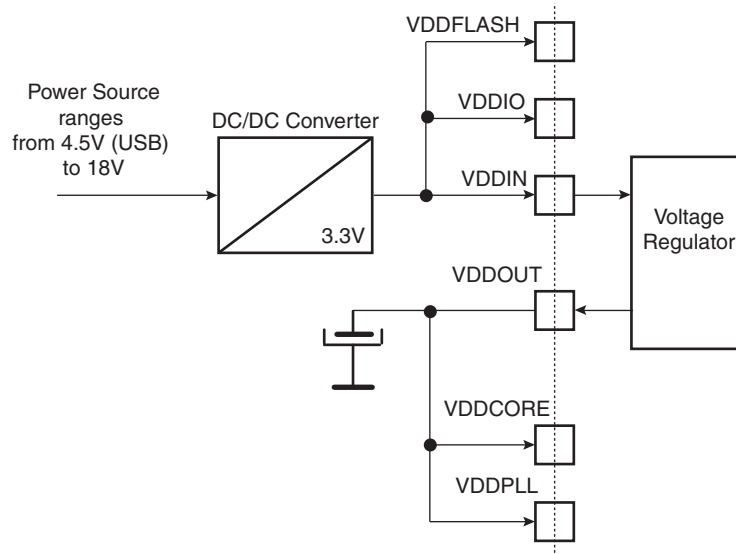 VDDFLASH
Power Source
ranges
from 4.5V (USB)
to 18V
DC/DC Converter
VDDIO
VDDIN
3.3V
Voltage
Regulator
VDDOUT
VDDCORE
VDDPLL